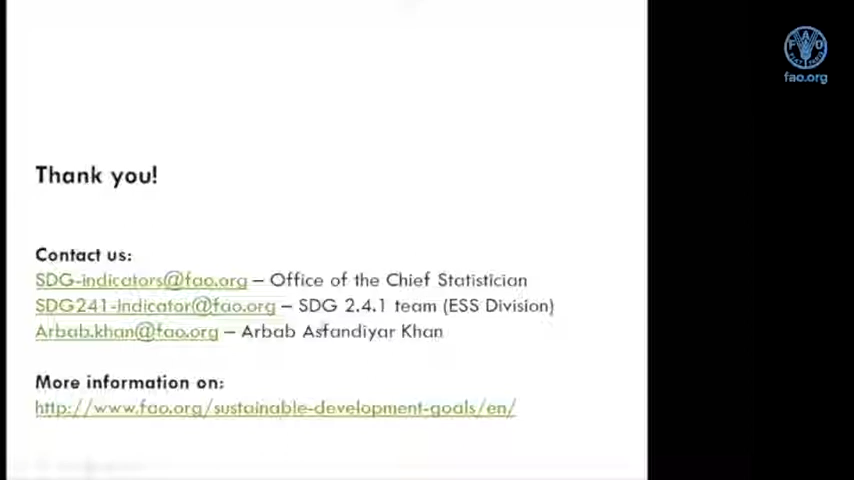 Thank you!
Contact us:
SDG-indicators@fao.org – Office of the Chief Statistician
SDG241-indicator@fao.org – SDG 2.4.1 team (ESS Division)
Arbab.khan@fao.org – Arbab Asfandiyar Khan
More information on:
http://www.fao.org/sustainable-development-goals/en/
F A O
fao.org